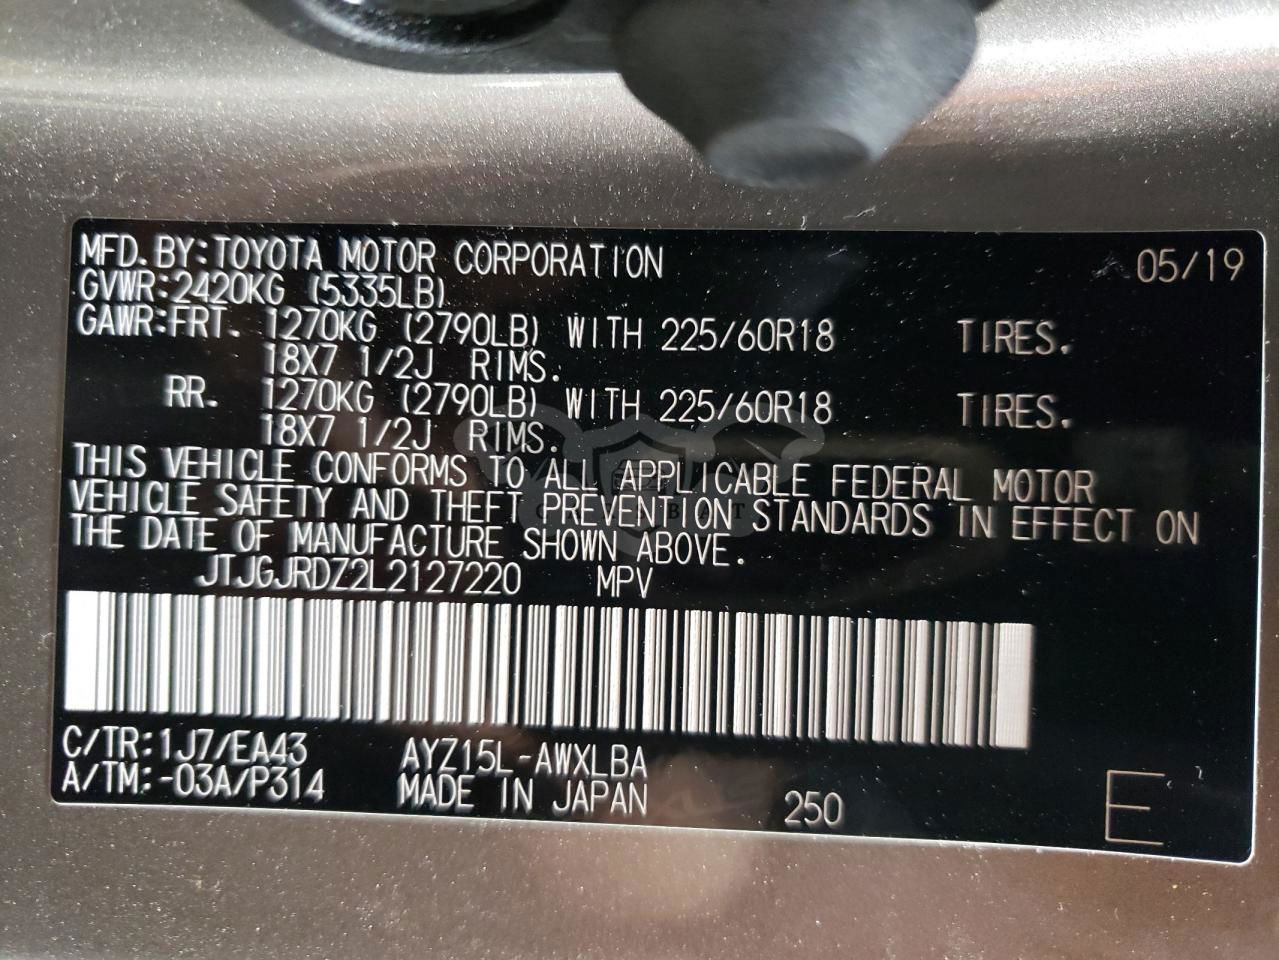 MFD. BY: TOYOTA MOTOR CORPORATION 05/19
GVWR: 2420KG (5335LB)
GAWR: FRT. 1270KG (2790LB) WITH 225/60R18 TIRES.
18X7 1/2J RIMS.
RR. 1270KG (2790LB) WITH 225/60R18 TIRES.
18X7 1/2J RIMS.
THIS VEHICLE CONFORMS TO ALL APPLICABLE FEDERAL MOTOR
VEHICLE SAFETY AND THEFT PREVENTION STANDARDS IN EFFECT ON
THE DATE OF MANUFACTURE SHOWN ABOVE.
JTJGJRDZ2L2127220 MPV
C/TR: 1J7/EA43 AYZ15L-AWXLBA
A/TM: -03A/P314 MADE IN JAPAN 250 E